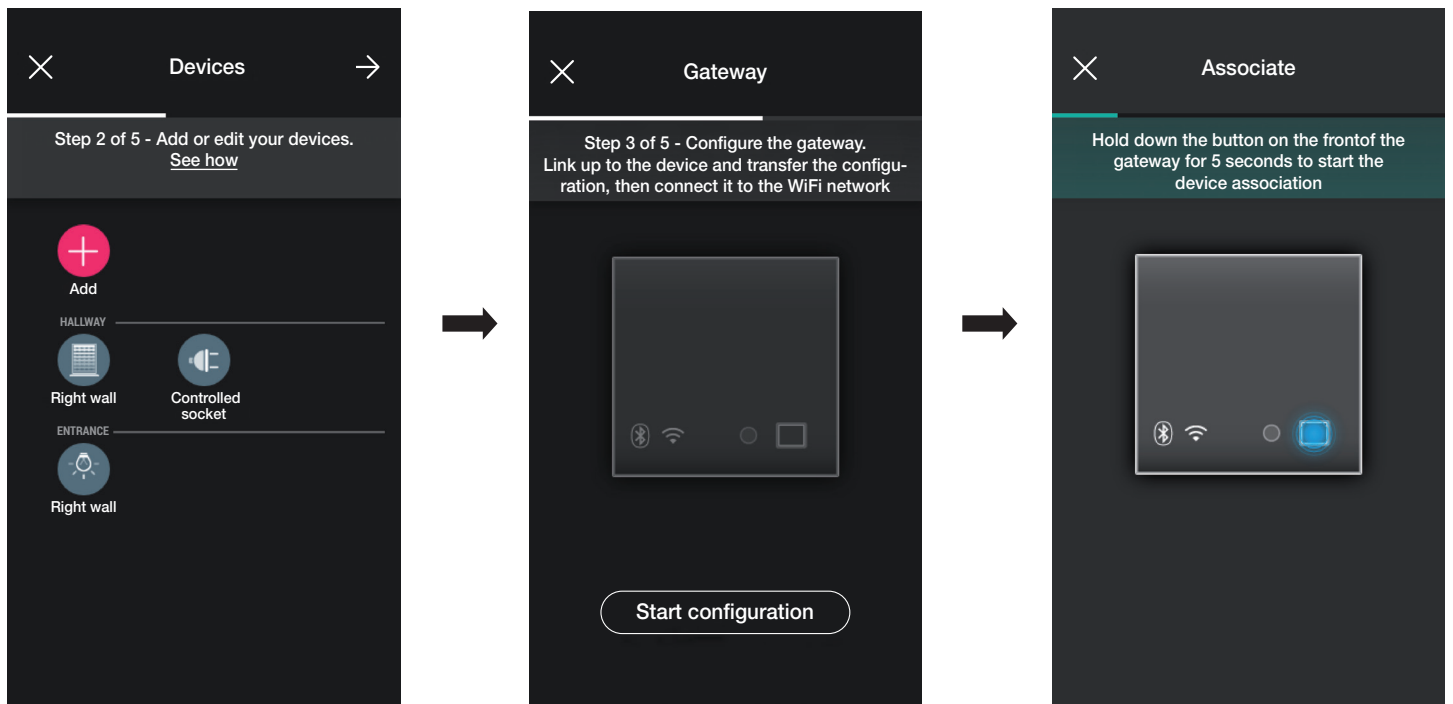 Devices
Step 2 of 5 - Add or edit your devices.
See how
Add
HALLWAY
Right wall
Controlled
socket
ENTRANCE
Right wall
Gateway
Step 3 of 5 - Configure the gateway.
Link up to the device and transfer the configu-
ration, then connect it to the WiFi network
Start configuration
Associate
Hold down the button on the frontof the
gateway for 5 seconds to start the
device association